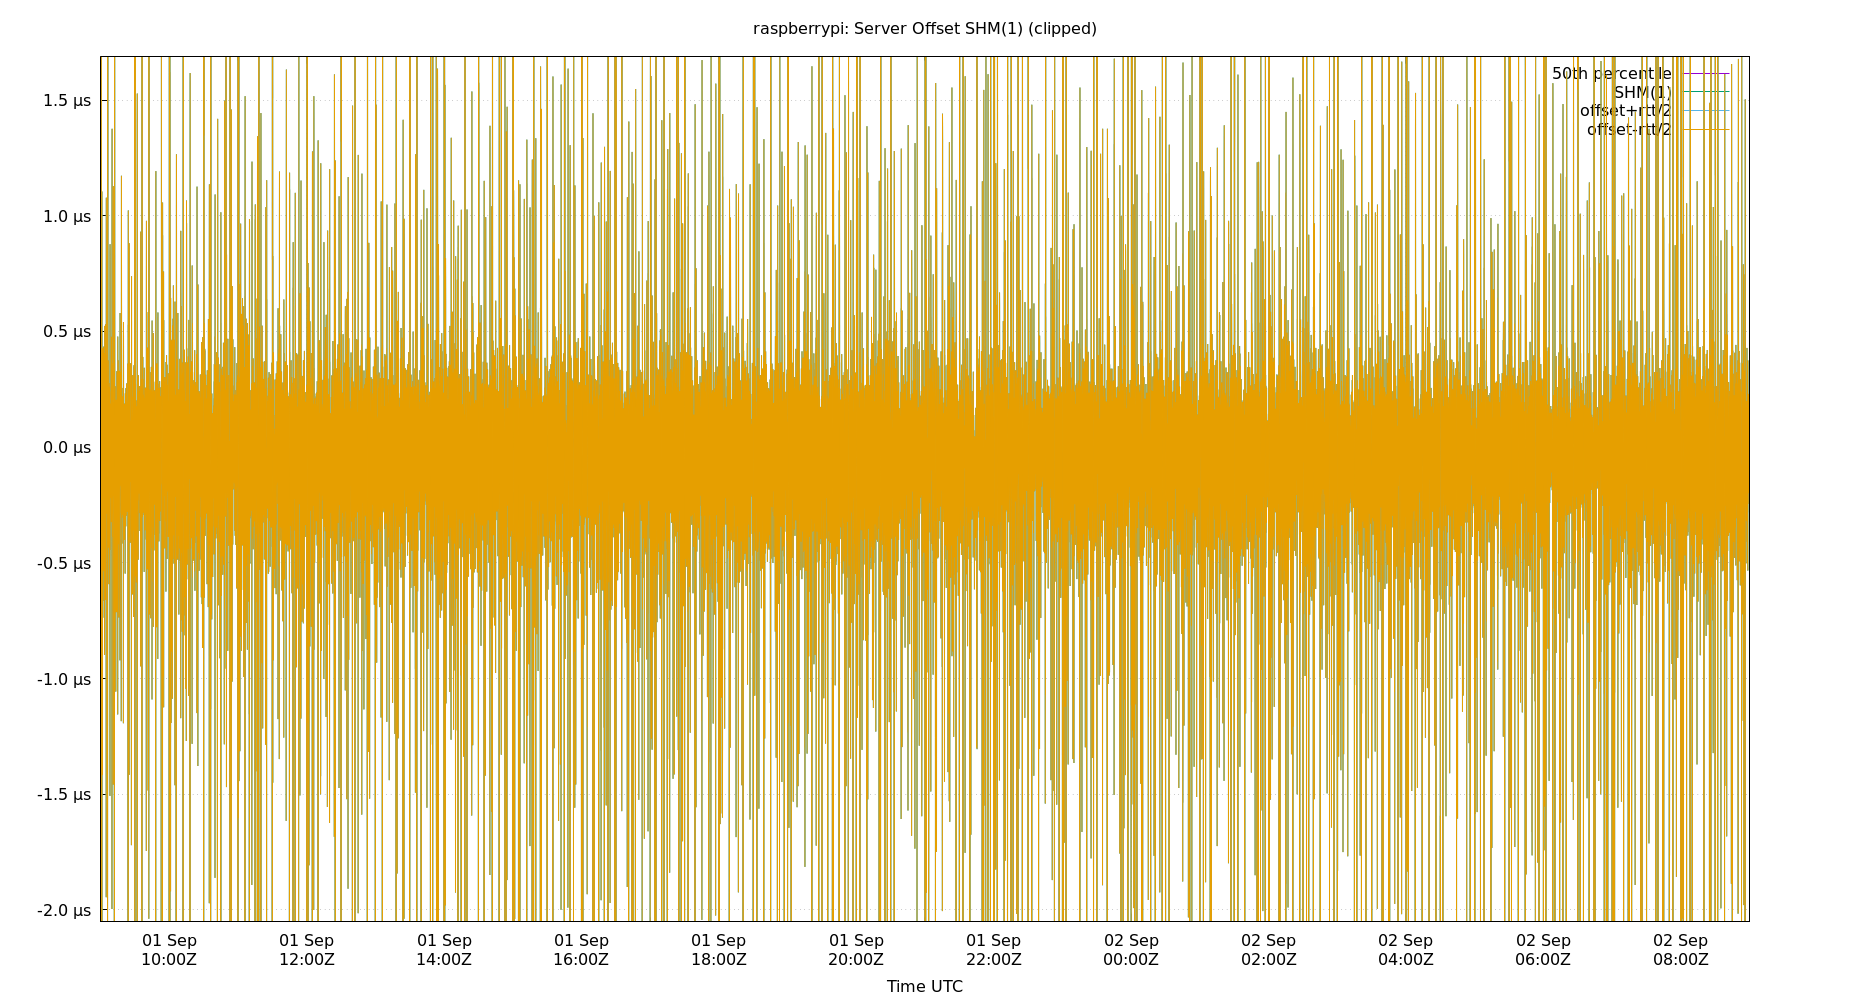 raspberrypi: Server Offset SHM(1) (clipped)
50th percentile
SHM(1)
offset+rtt/2
offset-rtt/2
1.5 µs
1.0 µs
0.5 µs
0.0 µs
-0.5 µs
-1.0 µs
-1.5 µs
-2.0 µs
01 Sep 01 Sep 01 Sep 01 Sep 01 Sep 01 Sep 01 Sep 02 Sep 02 Sep 02 Sep 02 Sep 02 Sep
10:00Z 12:00Z 14:00Z 16:00Z 18:00Z 20:00Z 22:00Z 00:00Z 02:00Z 04:00Z 06:00Z 08:00Z
Time UTC